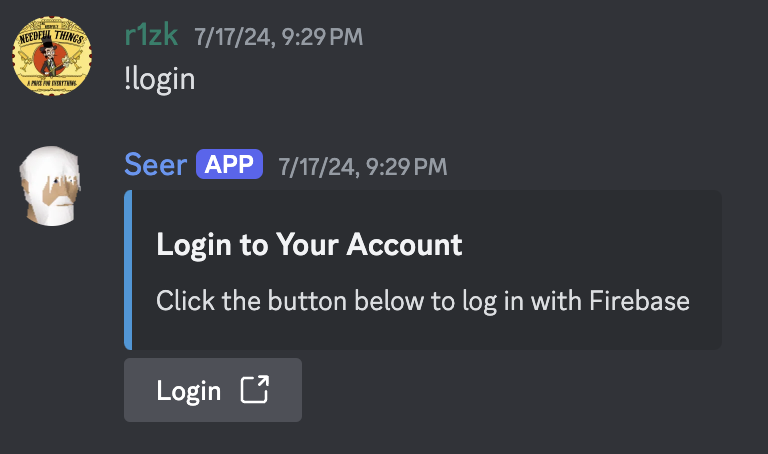 NEEDFUL THINGS
A PRICE FOR EVERYTHING
r1zk 7/17/24, 9:29 PM
!login
Seer APP 7/17/24, 9:29 PM
Login to Your Account
Click the button below to log in with Firebase
Login